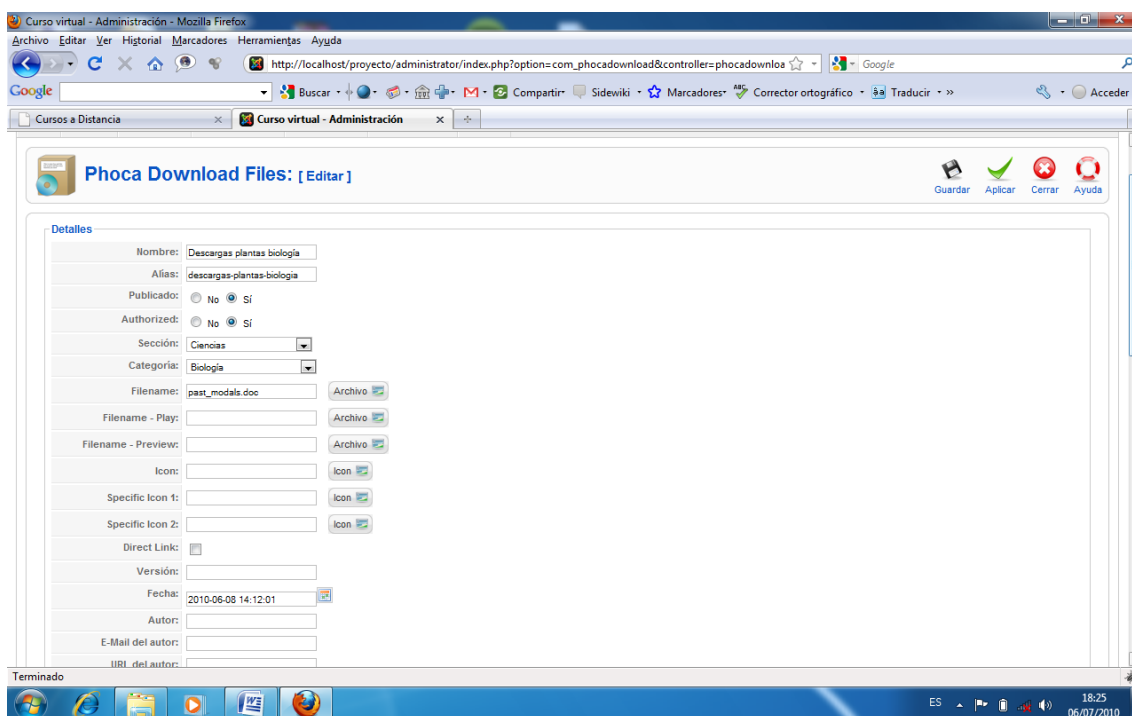 Curso virtual - Administración - Mozilla Firefox
Archivo Editar Ver Historial Marcadores Herramientas Ayuda
http://localhost/proyecto/administrator/index.php?option=com_phocadownload&controller=phocadownloa Google
Google Buscar Compartir Sidewiki Marcadores ABC Corrector ortográfico Traducir » Acceder
Cursos a Distancia Curso virtual - Administración
Phoca Download Files: [ Editar ]
Guardar Aplicar Cerrar Ayuda
Detalles
Nombre: Descargas plantas biología
Alias: descargas-plantas-biologia
Publicado: No Sí
Authorized: No Sí
Sección: Ciencias
Categoría: Biología
Filename: past_modals.doc Archivo
Filename - Play: Archivo
Filename - Preview: Archivo
Icon: Icon
Specific Icon 1: Icon
Specific Icon 2: Icon
Direct Link:
Versión:
Fecha: 2010-06-08 14:12:01
Autor:
E-Mail del autor:
URL del autor:
Terminado
ES 18:25
06/07/2010